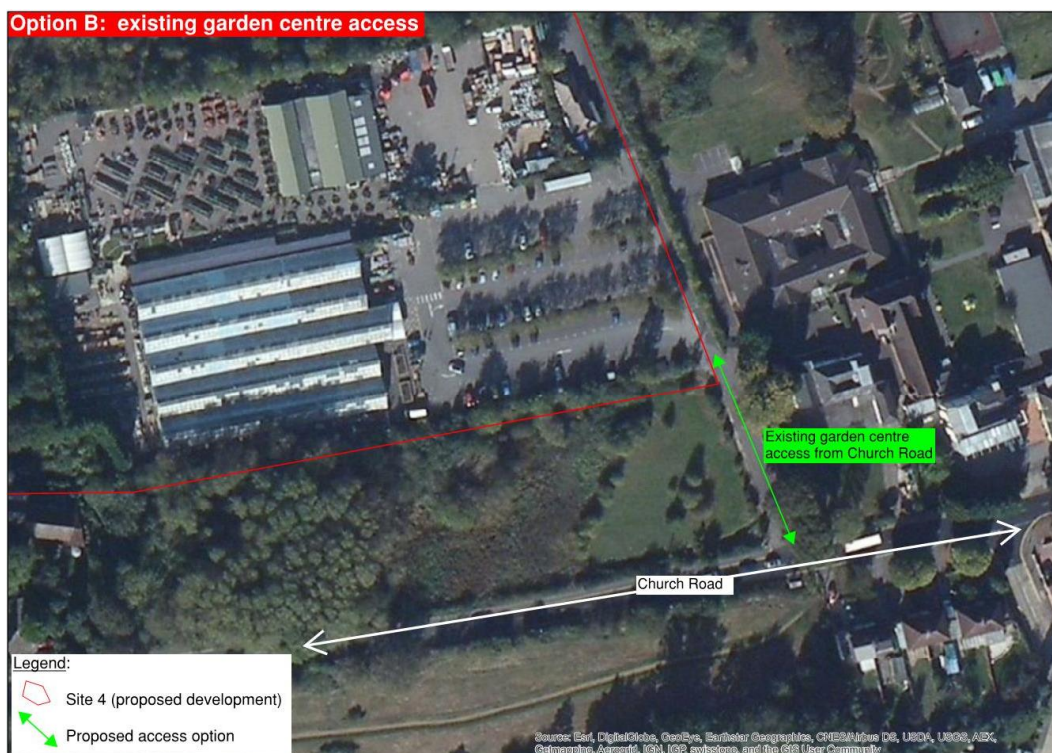 Option B:  existing garden centre access
Existing garden centre
access from Church Road
Church Road
Legend:
Site 4 (proposed development)
Proposed access option
Source: Esri, DigitalGlobe, GeoEye, Earthstar Geographics, CNES/Airbus DS, USDA, USGS, AEX,
Getmapping, Aerogrid, IGN, IGP, swisstopo, and the GIS User Community